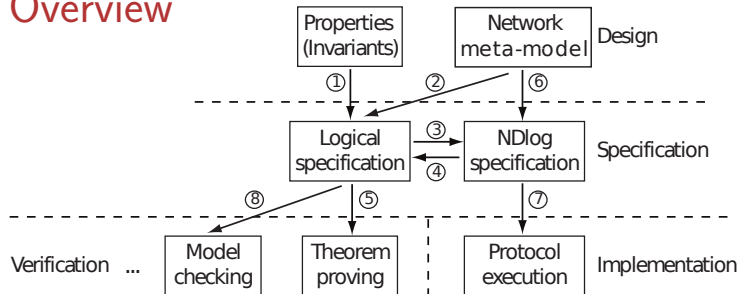 Overview
Properties
(Invariants)
Network
meta-model
Design
①
②
⑥
Logical
specification
③
④
NDlog
specification
Specification
⑧
⑤
⑦
Verification ...
Model
checking
Theorem
proving
Protocol
execution
Implementation